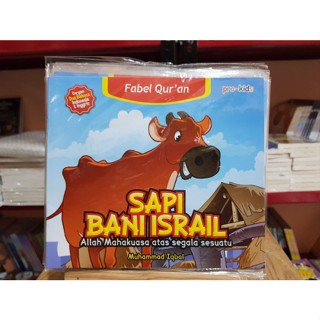 Fabel Qur'an
pro-kids
SAPI
BANI ISRAIL
Allah Mahakuasa atas segala sesuatu
Muhammad Iqbal